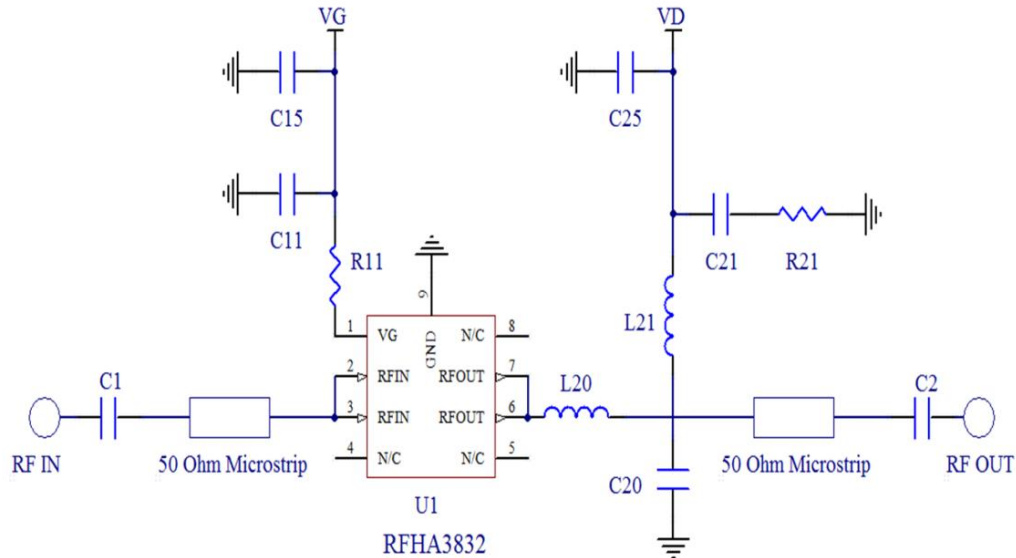 VG
VD
C15
C25
C11
C21
R21
R11
L21
9
GND
1
VG
N/C
8
2
RFIN
RFOUT
7
3
RFIN
RFOUT
6
4
N/C
N/C
5
C1
L20
C2
RF IN
50 Ohm Microstrip
C20
50 Ohm Microstrip
RF OUT
U1
RFHA3832